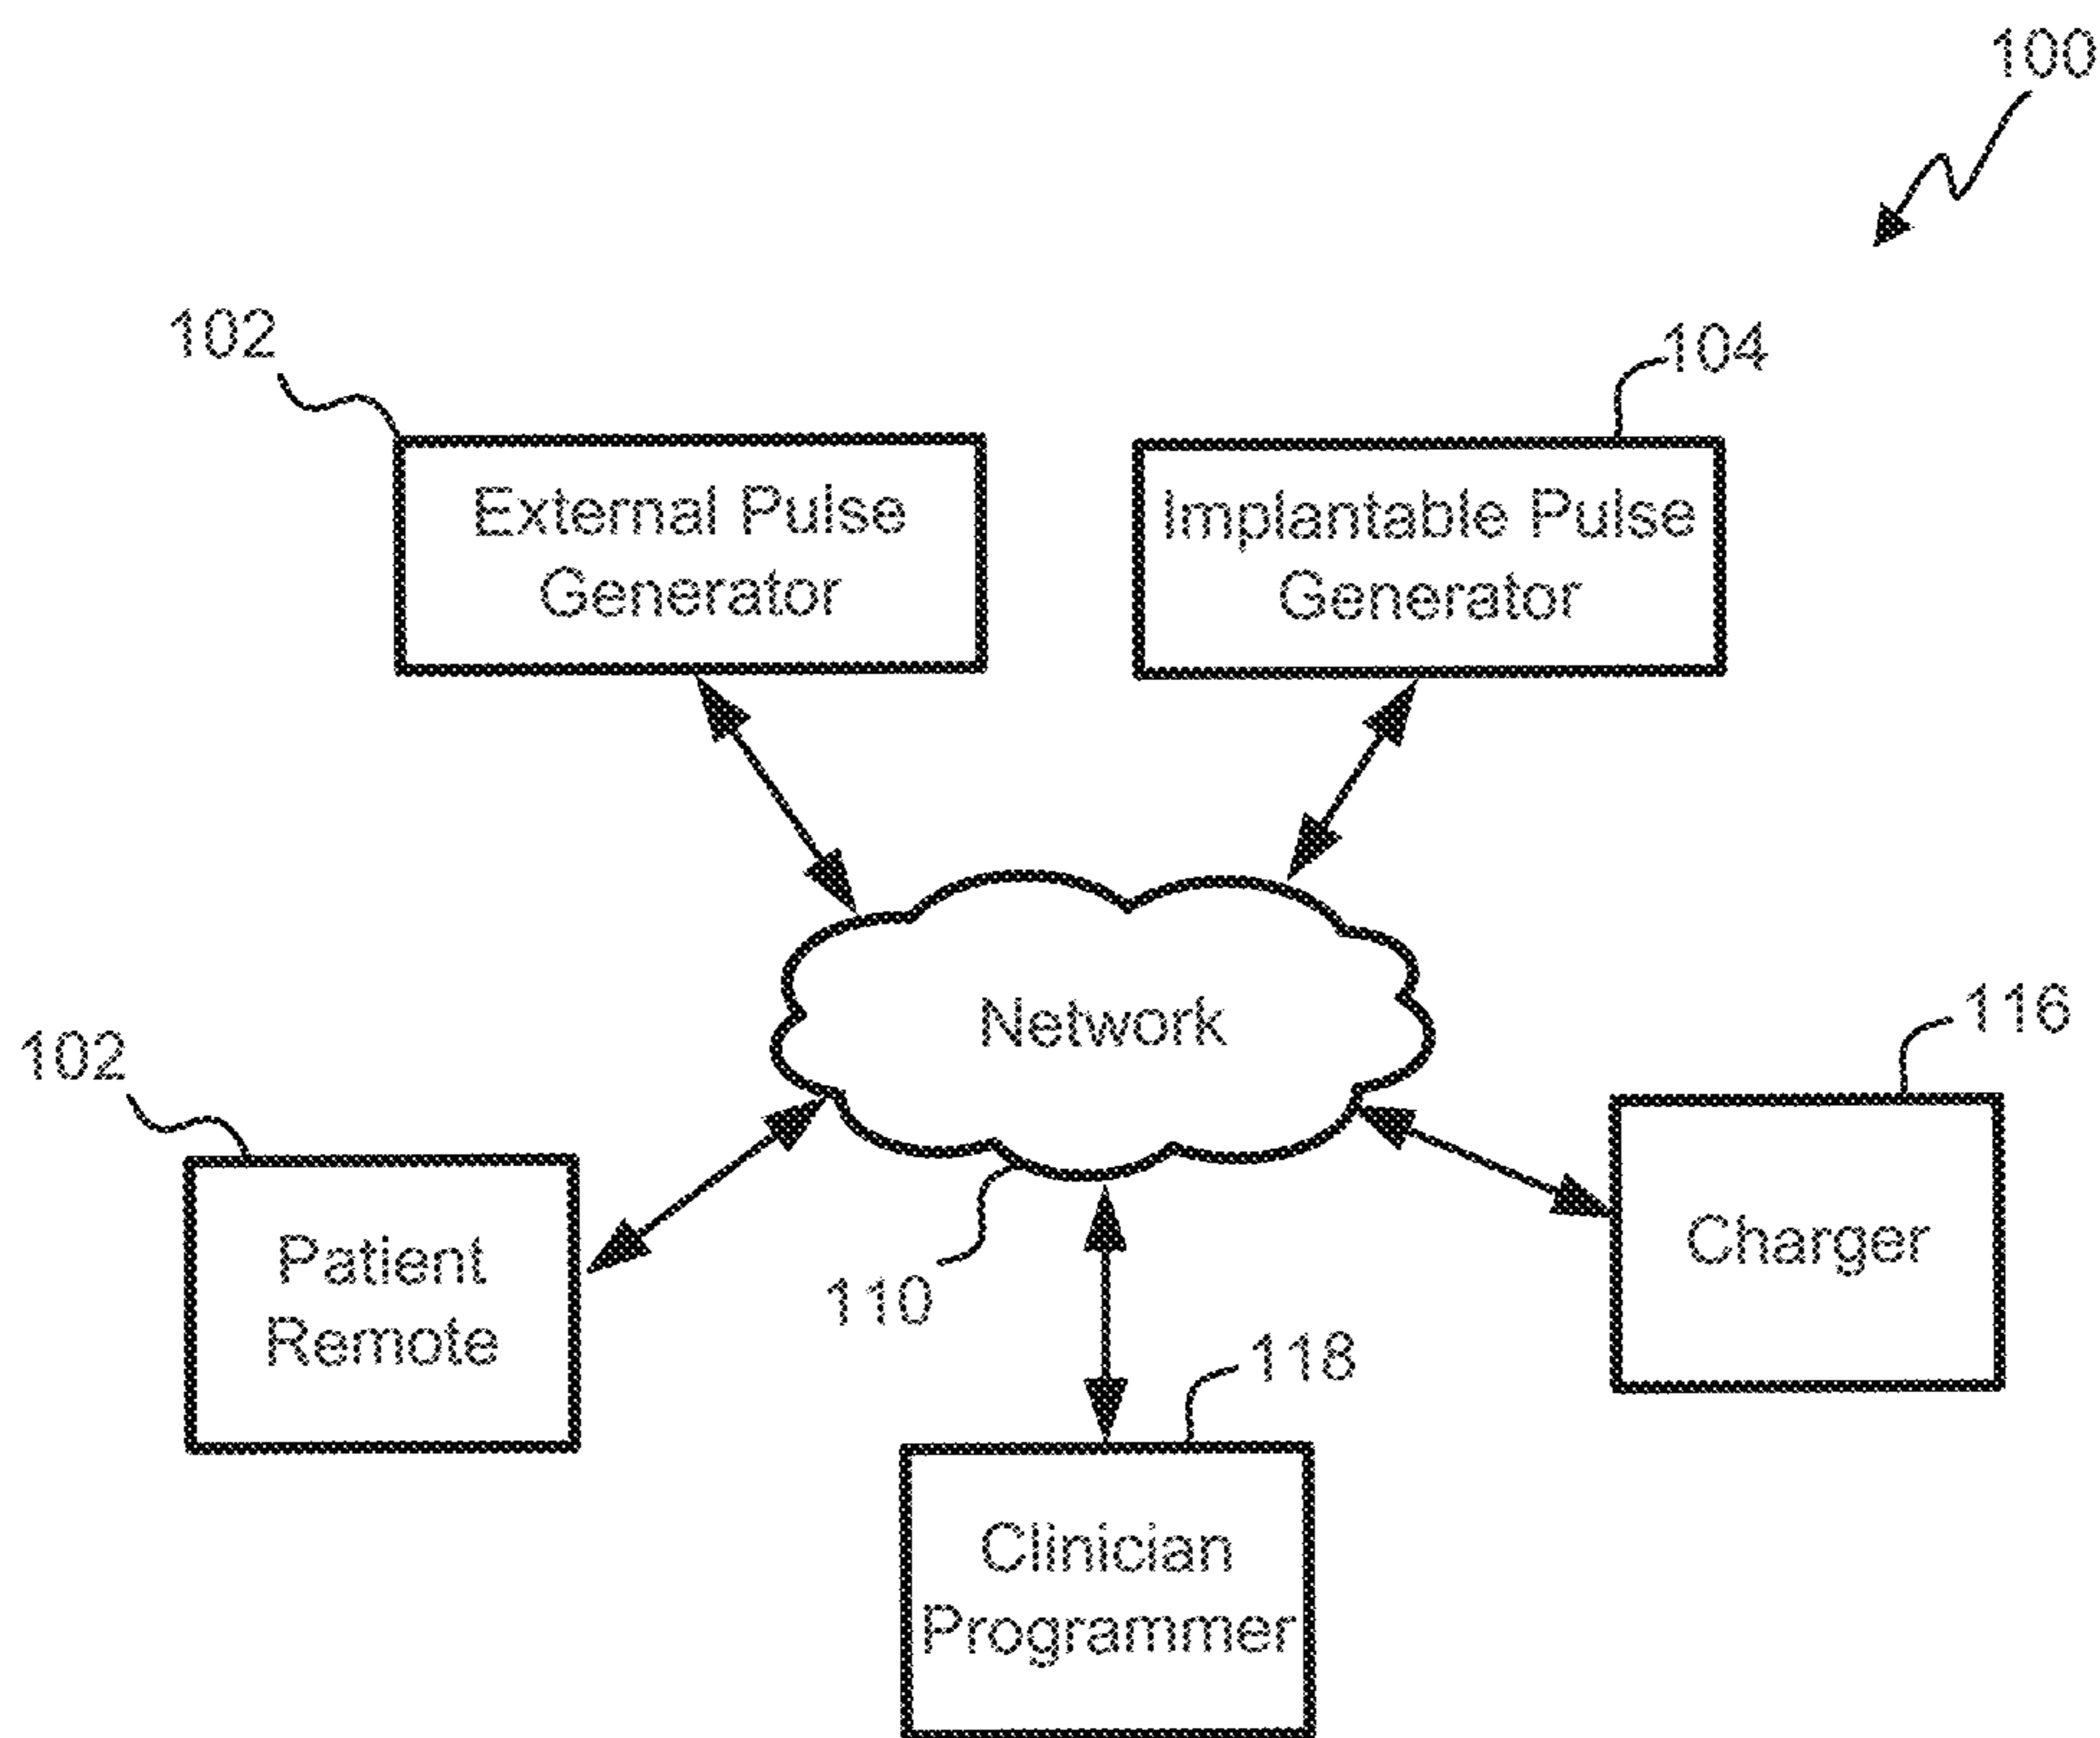 100
102
104
External Pulse
Generator
Implantable Pulse
Generator
Network
116
102
Patient
Remote
110
Charger
118
Clinician
Programmer